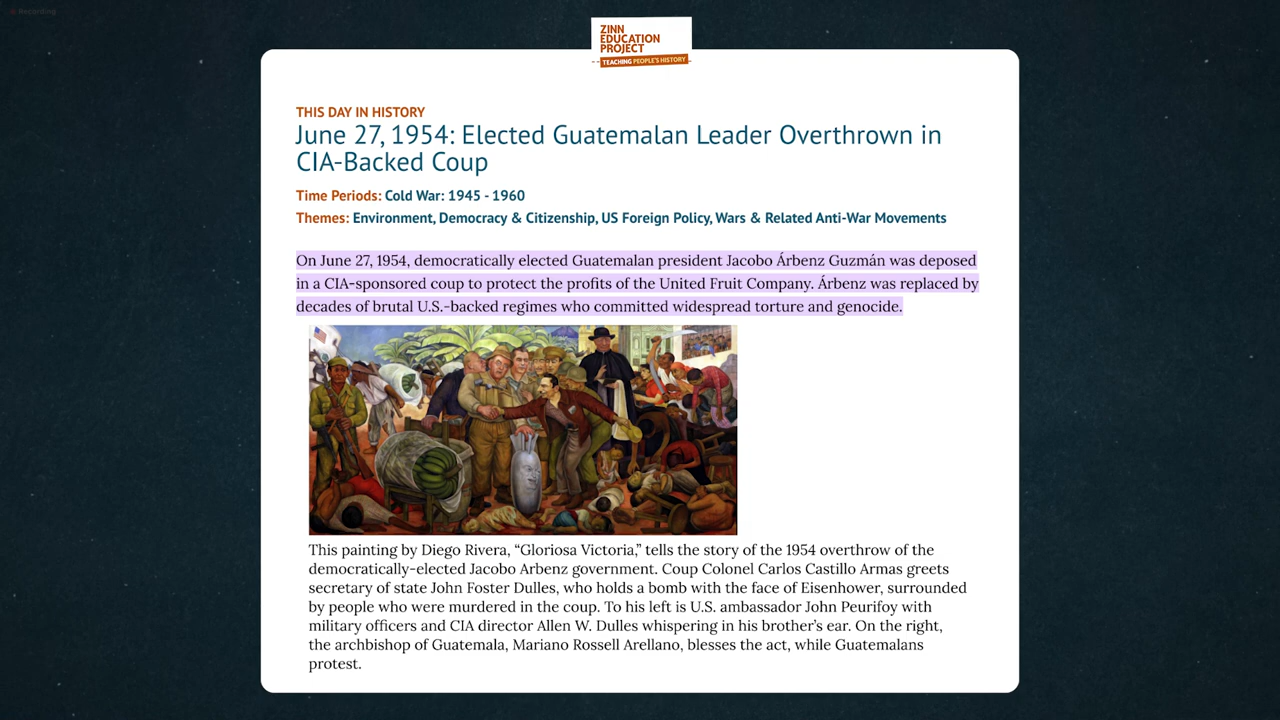 Recording
ZINN
EDUCATION
PROJECT
TEACHING PEOPLE'S HISTORY
THIS DAY IN HISTORY
June 27, 1954: Elected Guatemalan Leader Overthrown in
CIA-Backed Coup
Time Periods: Cold War: 1945 - 1960
Themes: Environment, Democracy & Citizenship, US Foreign Policy, Wars & Related Anti-War Movements
On June 27, 1954, democratically elected Guatemalan president Jacobo Árbenz Guzmán was deposed
in a CIA-sponsored coup to protect the profits of the United Fruit Company. Árbenz was replaced by
decades of brutal U.S.-backed regimes who committed widespread torture and genocide.
This painting by Diego Rivera, “Gloriosa Victoria,” tells the story of the 1954 overthrow of the
democratically-elected Jacobo Arbenz government. Coup Colonel Carlos Castillo Armas greets
secretary of state John Foster Dulles, who holds a bomb with the face of Eisenhower, surrounded
by people who were murdered in the coup. To his left is U.S. ambassador John Peurifoy with
military officers and CIA director Allen W. Dulles whispering in his brother’s ear. On the right,
the archbishop of Guatemala, Mariano Rossell Arellano, blesses the act, while Guatemalans
protest.